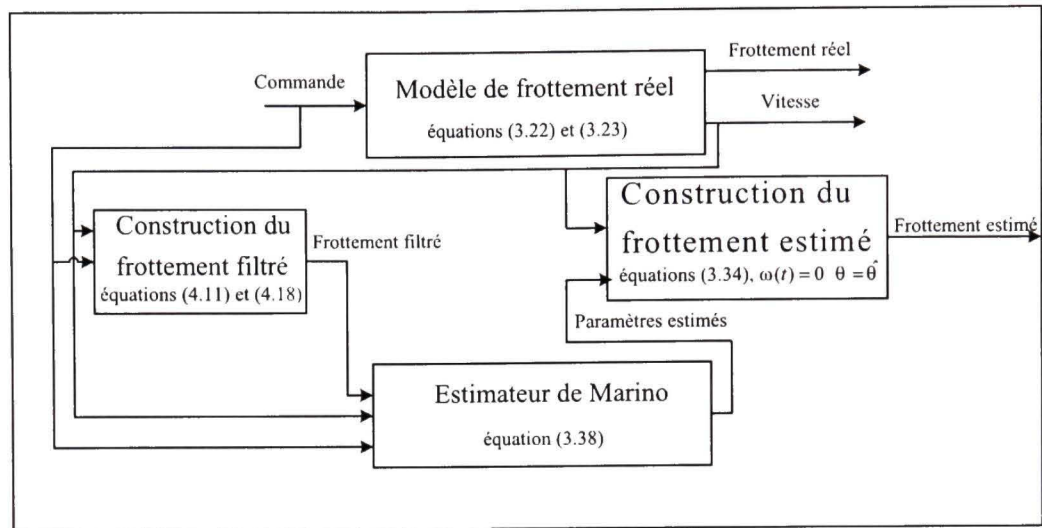 Frottement réel
Commande
Modèle de frottement réel
équations (3.22) et (3.23)
Vitesse
Construction du
frottement filtré
équations (4.11) et (4.18)
Frottement filtré
Construction du
frottement estimé
équations (3.34), ω(t) = 0 θ = θ̂
Frottement estimé
Paramètres estimés
Estimateur de Marino
équation (3.38)